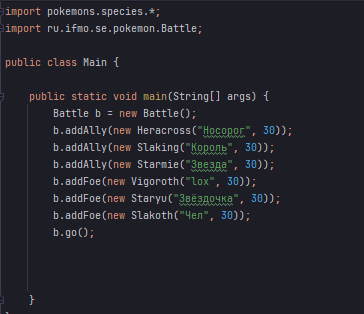 import pokemons.species.*;
import ru.ifmo.se.pokemon.Battle;
public class Main {
public static void main(String[] args) {
Battle b = new Battle();
b.addAlly(new Heracross("Носорог", 30));
b.addAlly(new Slaking("Король", 30));
b.addAlly(new Starmie("Звезда", 30));
b.addFoe(new Vigoroth("lox", 30));
b.addFoe(new Staryu("Звёздочка", 30));
b.addFoe(new Slakoth("Чел", 30));
b.go();
}